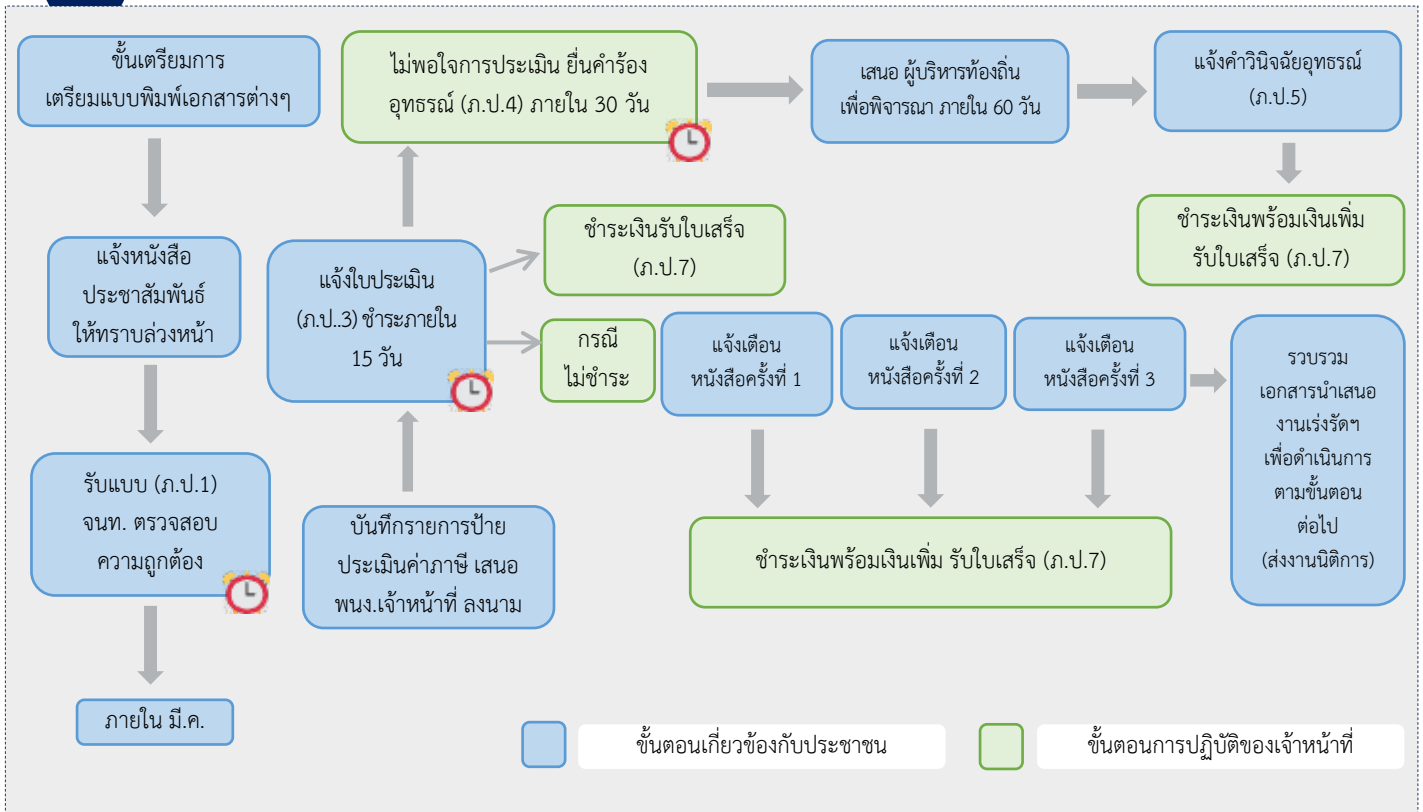 ขั้นเตรียมการ
เตรียมแบบพิมพ์เอกสารต่างๆ
ไม่พอใจการประเมิน ยื่นคำร้อง
อุทธรณ์ (ภ.ป.4) ภายใน 30 วัน
เสนอ ผู้บริหารท้องถิ่น
เพื่อพิจารณา ภายใน 60 วัน
แจ้งคำวินิจฉัยอุทธรณ์
(ภ.ป.5)
ชำระเงินพร้อมเงินเพิ่ม
รับใบเสร็จ (ภ.ป.7)
แจ้งหนังสือ
ประชาสัมพันธ์
ให้ทราบล่วงหน้า
แจ้งใบประเมิน
(ภ.ป..3) ชำระภายใน
15 วัน
ชำระเงินรับใบเสร็จ
(ภ.ป.7)
กรณี
ไม่ชำระ
แจ้งเตือน
หนังสือครั้งที่ 1
แจ้งเตือน
หนังสือครั้งที่ 2
แจ้งเตือน
หนังสือครั้งที่ 3
รวบรวม
เอกสารนำเสนอ
งานเร่งรัดฯ
เพื่อดำเนินการ
ตามขั้นตอน
ต่อไป
(ส่งงานนิติการ)
รับแบบ (ภ.ป.1)
จนท. ตรวจสอบ
ความถูกต้อง
บันทึกรายการป้าย
ประเมินค่าภาษี เสนอ
พนง.เจ้าหน้าที่ ลงนาม
ชำระเงินพร้อมเงินเพิ่ม รับใบเสร็จ (ภ.ป.7)
ภายใน มี.ค.
ขั้นตอนเกี่ยวข้องกับประชาชน
ขั้นตอนการปฏิบัติของเจ้าหน้าที่